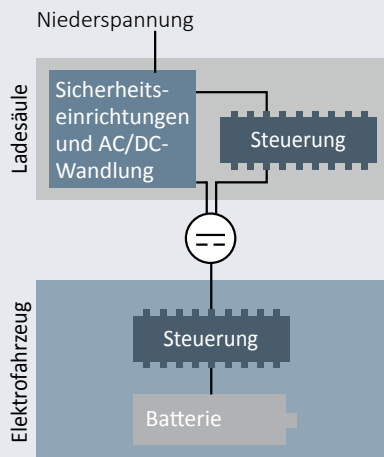 Niederspannung
Ladesäule
Sicherheits-
einrichtungen
und AC/DC-
Wandlung
Steuerung
Elektrofahrzeug
Steuerung
Batterie